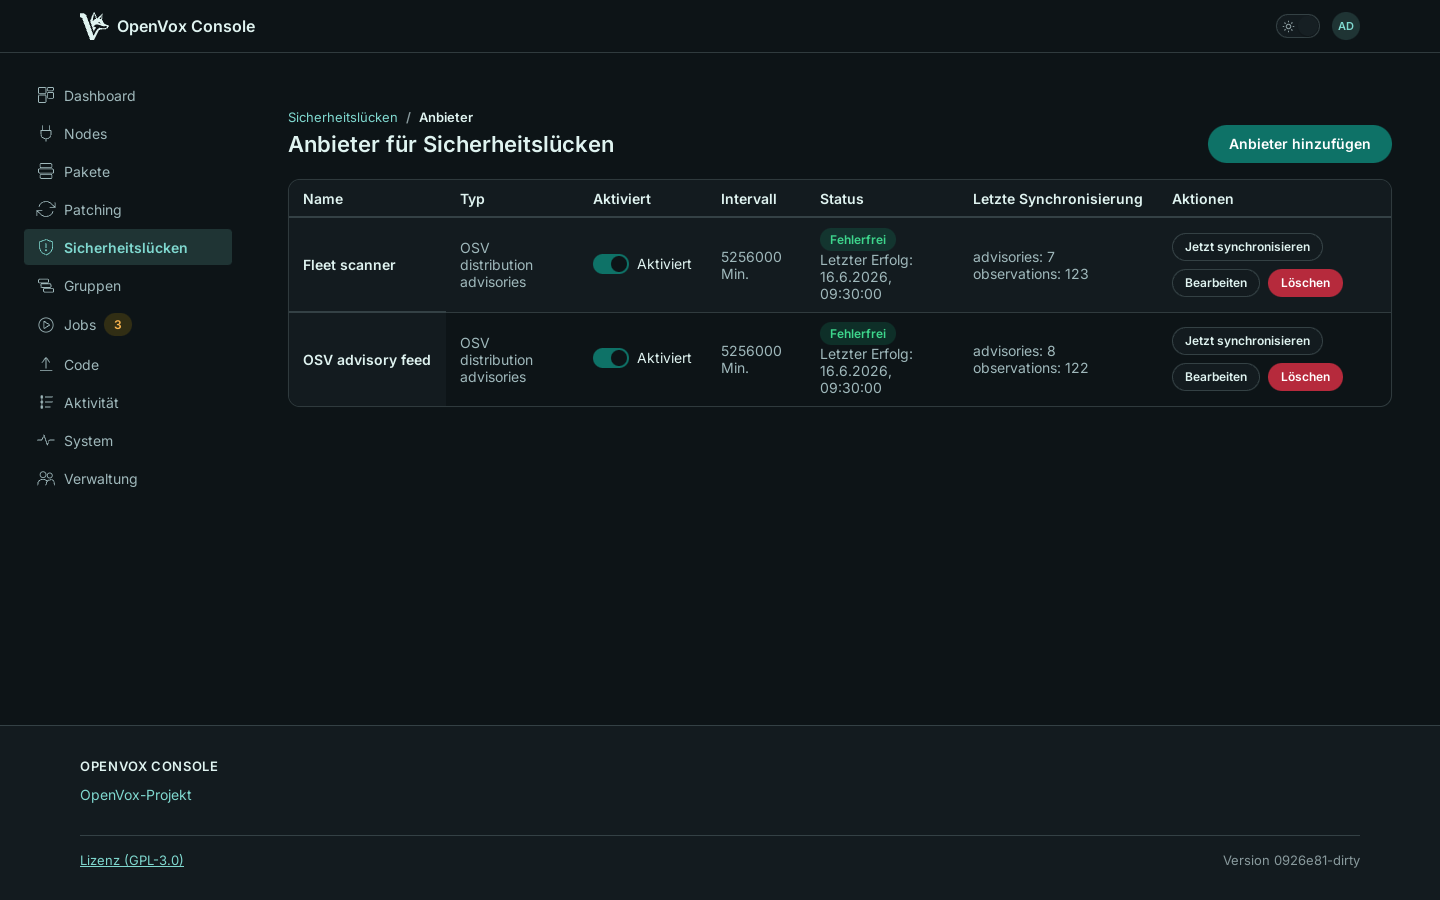 OpenVox Console
AD
Dashboard
Nodes
Pakete
Patching
Sicherheitslücken
Gruppen
Jobs 3
Code
Aktivität
System
Verwaltung
Sicherheitslücken / Anbieter
Anbieter für Sicherheitslücken
Anbieter hinzufügen
Name Typ Aktiviert Intervall Status Letzte Synchronisierung Aktionen
Fleet scanner
OSV
distribution
advisories
Aktiviert
5256000
Min.
Fehlerfrei
Letzter Erfolg:
16.6.2026,
09:30:00
advisories: 7
observations: 123
Jetzt synchronisieren
Bearbeiten Löschen
OSV advisory feed
OSV
distribution
advisories
Aktiviert
5256000
Min.
Fehlerfrei
Letzter Erfolg:
16.6.2026,
09:30:00
advisories: 8
observations: 122
Jetzt synchronisieren
Bearbeiten Löschen
OPENVOX CONSOLE
OpenVox-Projekt
Lizenz (GPL-3.0)
Version 0926e81-dirty